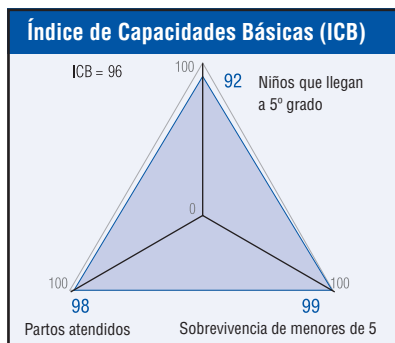 Índice de Capacidades Básicas (ICB)
ICB = 96
100
92
Niños que llegan
a 5º grado
0
100
100
98
99
Partos atendidos
Sobrevivencia de menores de 5